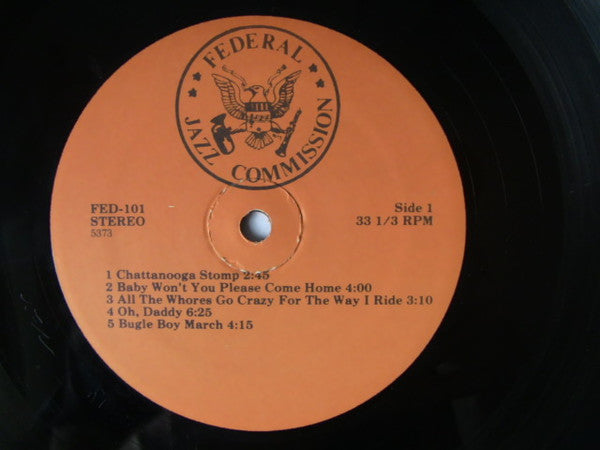 FEDERAL
JAZZ COMMISSION
FED-101
STEREO
5373
Side 1
33 1/3 RPM
1 Chattanooga Stomp 2:45
2 Baby Won't You Please Come Home 4:00
3 All The Whores Go Crazy For The Way I Ride 3:10
4 Oh, Daddy 6:25
5 Bugle Boy March 4:15